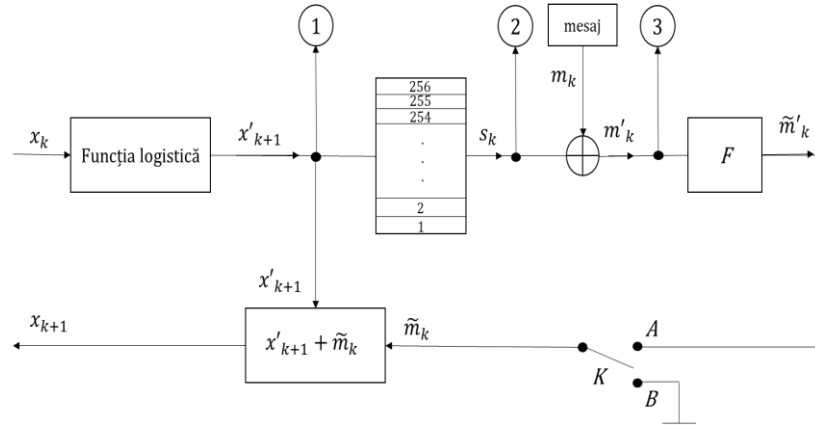 1
2
mesaj
3
m_k
256
255
254
x_k
Funcția logistică
x'_{k+1}
s_k
m'_k
F
m̃'_k
.
.
.
2
1
x'_{k+1}
x_{k+1}
x'_{k+1} + m̃_k
m̃_k
A
K
B